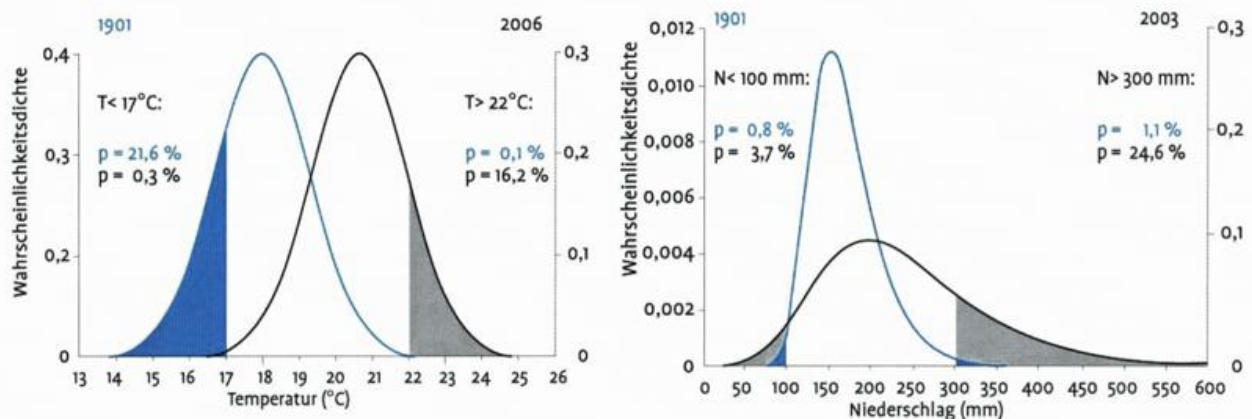 1901
2006
0,4
0,3
0,2
0
0,3
0,2
0,1
0
Wahrscheinlichkeitsdichte
T< 17°C:
p = 21,6 %
p = 0,3 %
T> 22°C:
p = 0,1 %
p = 16,2 %
13 14 15 16 17 18 19 20 21 22 23 24 25 26
Temperatur (°C)
1901
2003
0,012
0,010
0,008
0,006
0,004
0,002
0
0,3
0,2
0,1
0
Wahrscheinlichkeitsdichte
N< 100 mm:
p = 0,8 %
p = 3,7 %
N> 300 mm:
p = 1,1 %
p = 24,6 %
0 50 100 150 200 250 300 350 400 450 500 600
Niederschlag (mm)